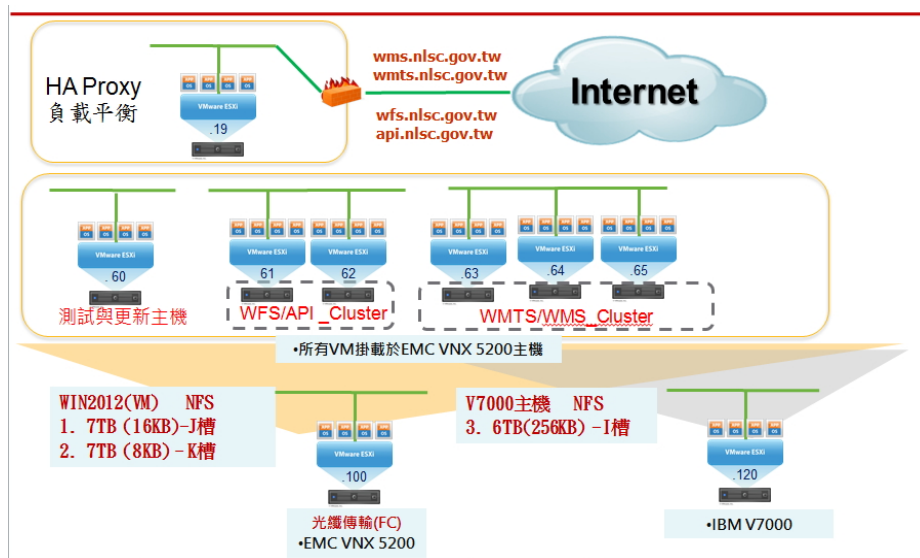 HA Proxy
負載平衡
VMware ESXi
.19
wms.nlsc.gov.tw
wmts.nlsc.gov.tw
wfs.nlsc.gov.tw
api.nlsc.gov.tw
Internet
VMware ESXi
.60
測試與更新主機
VMware ESXi
61
VMware ESXi
62
WFS/API _Cluster
VMware ESXi
.63
VMware ESXi
.64
VMware ESXi
.65
WMTS/WMS_Cluster
•所有VM掛載於EMC VNX 5200主機
WIN2012(VM) NFS
1. 7TB (16KB)-J槽
2. 7TB (8KB)-K槽
V7000主機 NFS
3. 6TB(256KB)-I槽
VMware ESXi
.100
光纖傳輸(FC)
•EMC VNX 5200
VMware ESXi
.120
•IBM V7000